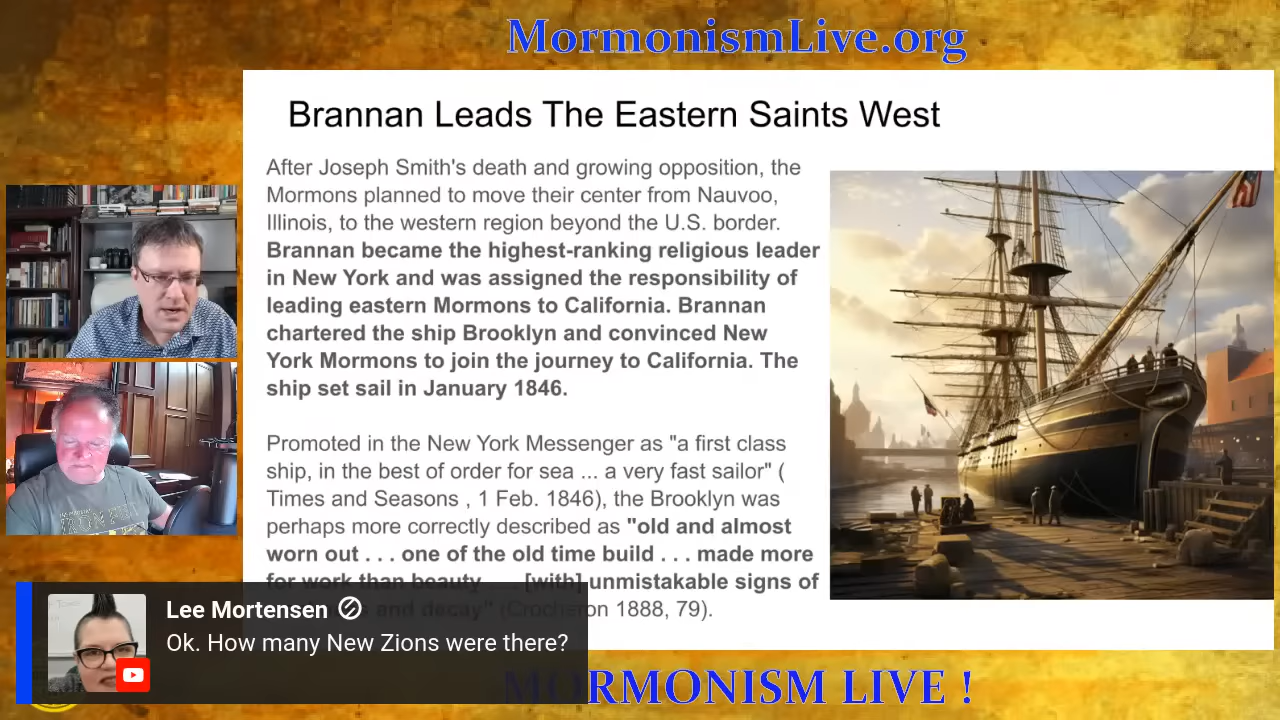 MormonismLive.org
Brannan Leads The Eastern Saints West
After Joseph Smith's death and growing opposition, the
Mormons planned to move their center from Nauvoo,
Illinois, to the western region beyond the U.S. border.
Brannan became the highest-ranking religious leader
in New York and was assigned the responsibility of
leading eastern Mormons to California. Brannan
chartered the ship Brooklyn and convinced New
York Mormons to join the journey to California. The
ship set sail in January 1846.
Promoted in the New York Messenger as "a first class
ship, in the best of order for sea ... a very fast sailor" (
Times and Seasons , 1 Feb. 1846), the Brooklyn was
perhaps more correctly described as "old and almost
worn out . . . one of the old time build . . . made more
for work than beauty [with] unmistakable signs of
and decay" (Crocheron 1888, 79).
Lee Mortensen
Ok. How many New Zions were there?
MORMONISM LIVE !